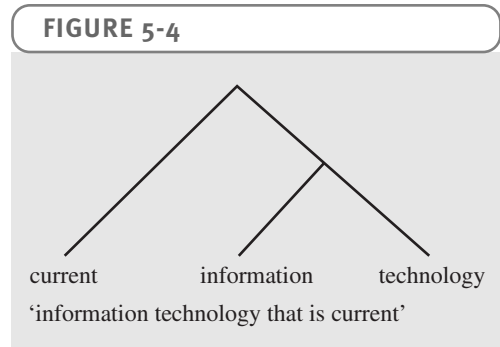 FIGURE 5-4
current information technology
‘information technology that is current’